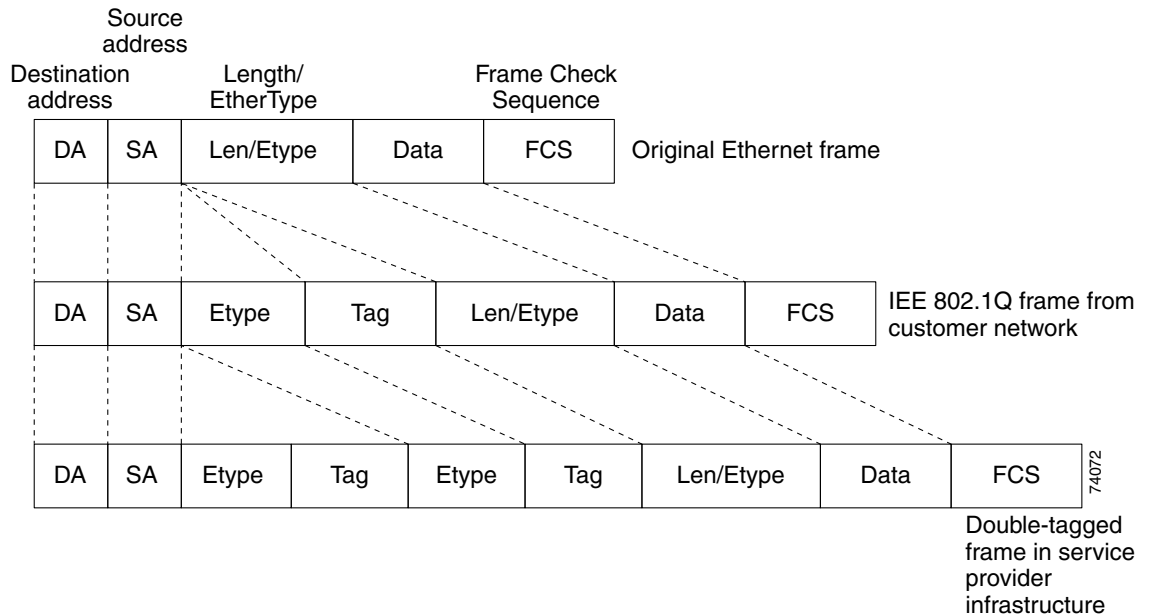 Source
address
Destination
address
Length/
EtherType
Frame Check
Sequence
DA SA Len/Etype Data FCS
Original Ethernet frame
DA SA Etype Tag Len/Etype Data FCS
IEE 802.1Q frame from
customer network
DA SA Etype Tag Etype Tag Len/Etype Data FCS
74072
Double-tagged
frame in service
provider
infrastructure